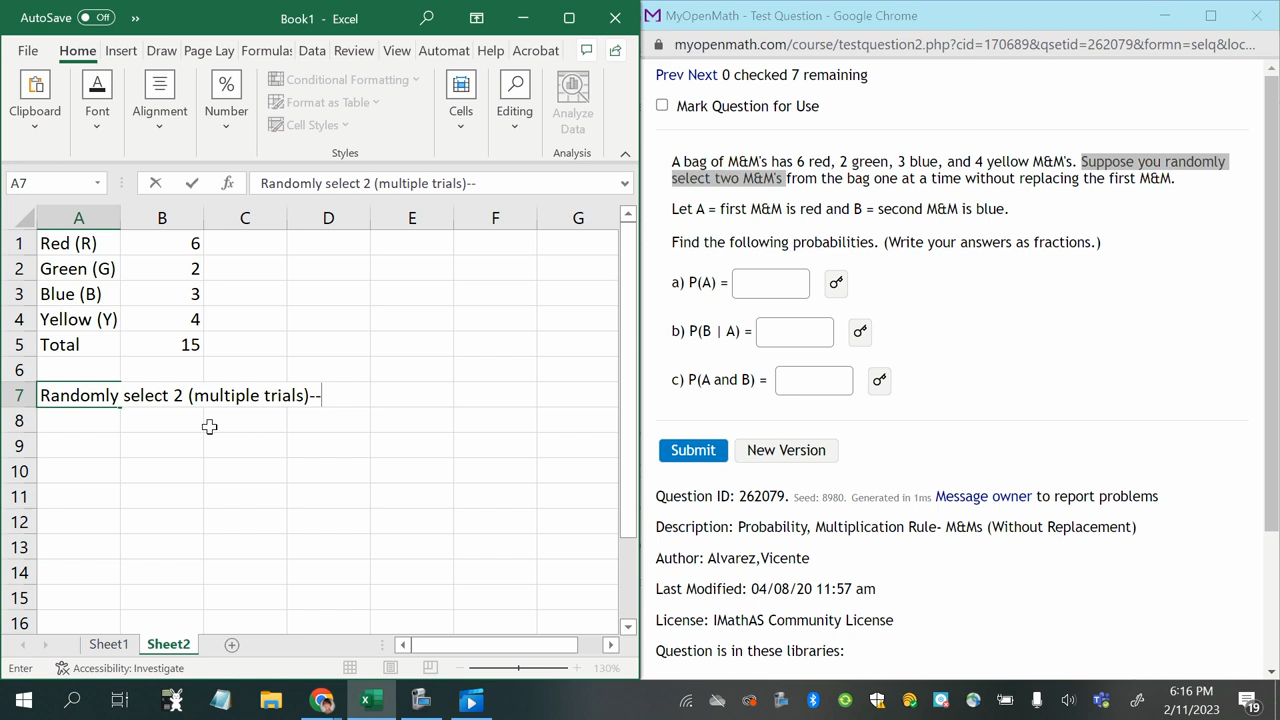 AutoSave Off Book1 - Excel
File Home Insert Draw Page Lay Formulas Data Review View Automat Help Acrobat
Clipboard Font Alignment Number Conditional Formatting Format as Table Cell Styles Cells Editing Analyze Data
Styles Analysis
A7 fx Randomly select 2 (multiple trials)--
A B C D E F G
1 Red (R) 6
2 Green (G) 2
3 Blue (B) 3
4 Yellow (Y) 4
5 Total 15
6
7 Randomly select 2 (multiple trials)--
8
9
10
11
12
13
14
15
16
Sheet1 Sheet2
Enter Accessibility: Investigate 130%
MyOpenMath - Test Question - Google Chrome
myopenmath.com/course/testquestion2.php?cid=170689&qsetid=262079&formn=selq&loc...
Prev Next 0 checked 7 remaining
Mark Question for Use
A bag of M&M's has 6 red, 2 green, 3 blue, and 4 yellow M&M's. Suppose you randomly
select two M&M's from the bag one at a time without replacing the first M&M.
Let A = first M&M is red and B = second M&M is blue.
Find the following probabilities. (Write your answers as fractions.)
a) P(A) =
b) P(B | A) =
c) P(A and B) =
Submit New Version
Question ID: 262079. Seed: 8980. Generated in 1ms Message owner to report problems
Description: Probability, Multiplication Rule- M&Ms (Without Replacement)
Author: Alvarez,Vicente
Last Modified: 04/08/20 11:57 am
License: IMathAS Community License
Question is in these libraries:
6:16 PM
2/11/2023
19